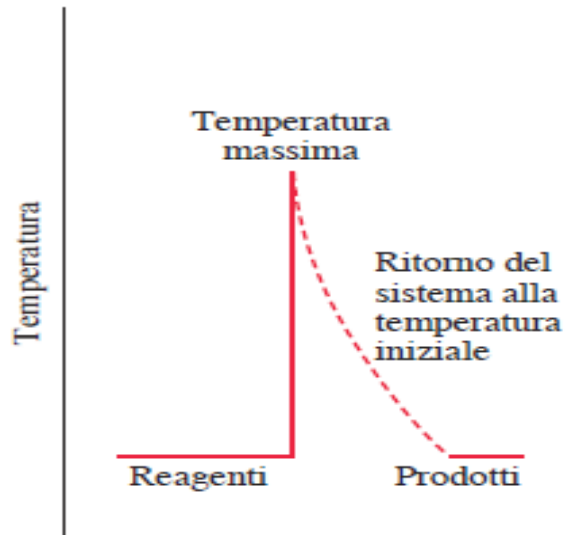 Temperatura
massima
Temperatura
Ritorno del
sistema alla
temperatura
iniziale
Reagenti
Prodotti